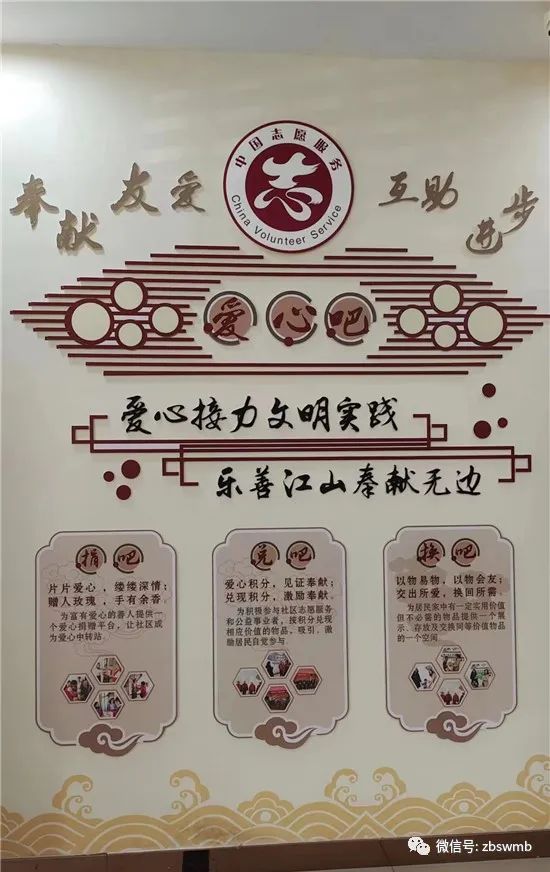 中国志愿服务
志
China Volunteer Service
奉献 友爱 互助 进步
爱心吧
爱心接力文明实践
乐善江山奉献无边
捐吧
片片爱心，缕缕深情；
赠人玫瑰，手有余香。
为富有爱心的善人提供一
个爱心捐赠平台，让社区成
为爱心中转站。
兑吧
爱心积分，见证奉献；
兑现积分，激励奉献。
为积极参与社区志愿服务
和公益事业者，按积分兑现
相应价值的物品，吸引、激
励居民自觉参与。
换吧
以物易物，以物会友；
交出所爱，换回所需。
为居民家中有一定实用价值
但不必需的物品提供一个展
示、存放及交换同等价值物品
的一个空间。
微信号: zbswmb